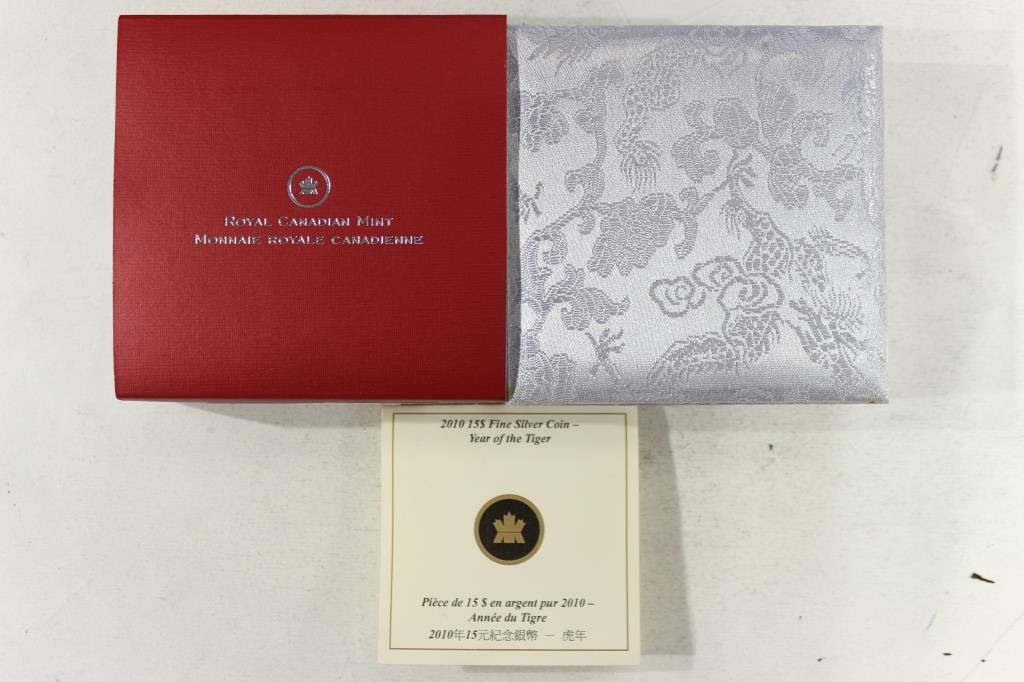 ROYAL CANADIAN MINT
MONNAIE ROYALE CANADIENNE
2010 15$ Fine Silver Coin –
Year of the Tiger
Pièce de 15 $ en argent pur 2010 –
Année du Tigre
2010年15元紀念銀幣 － 虎年